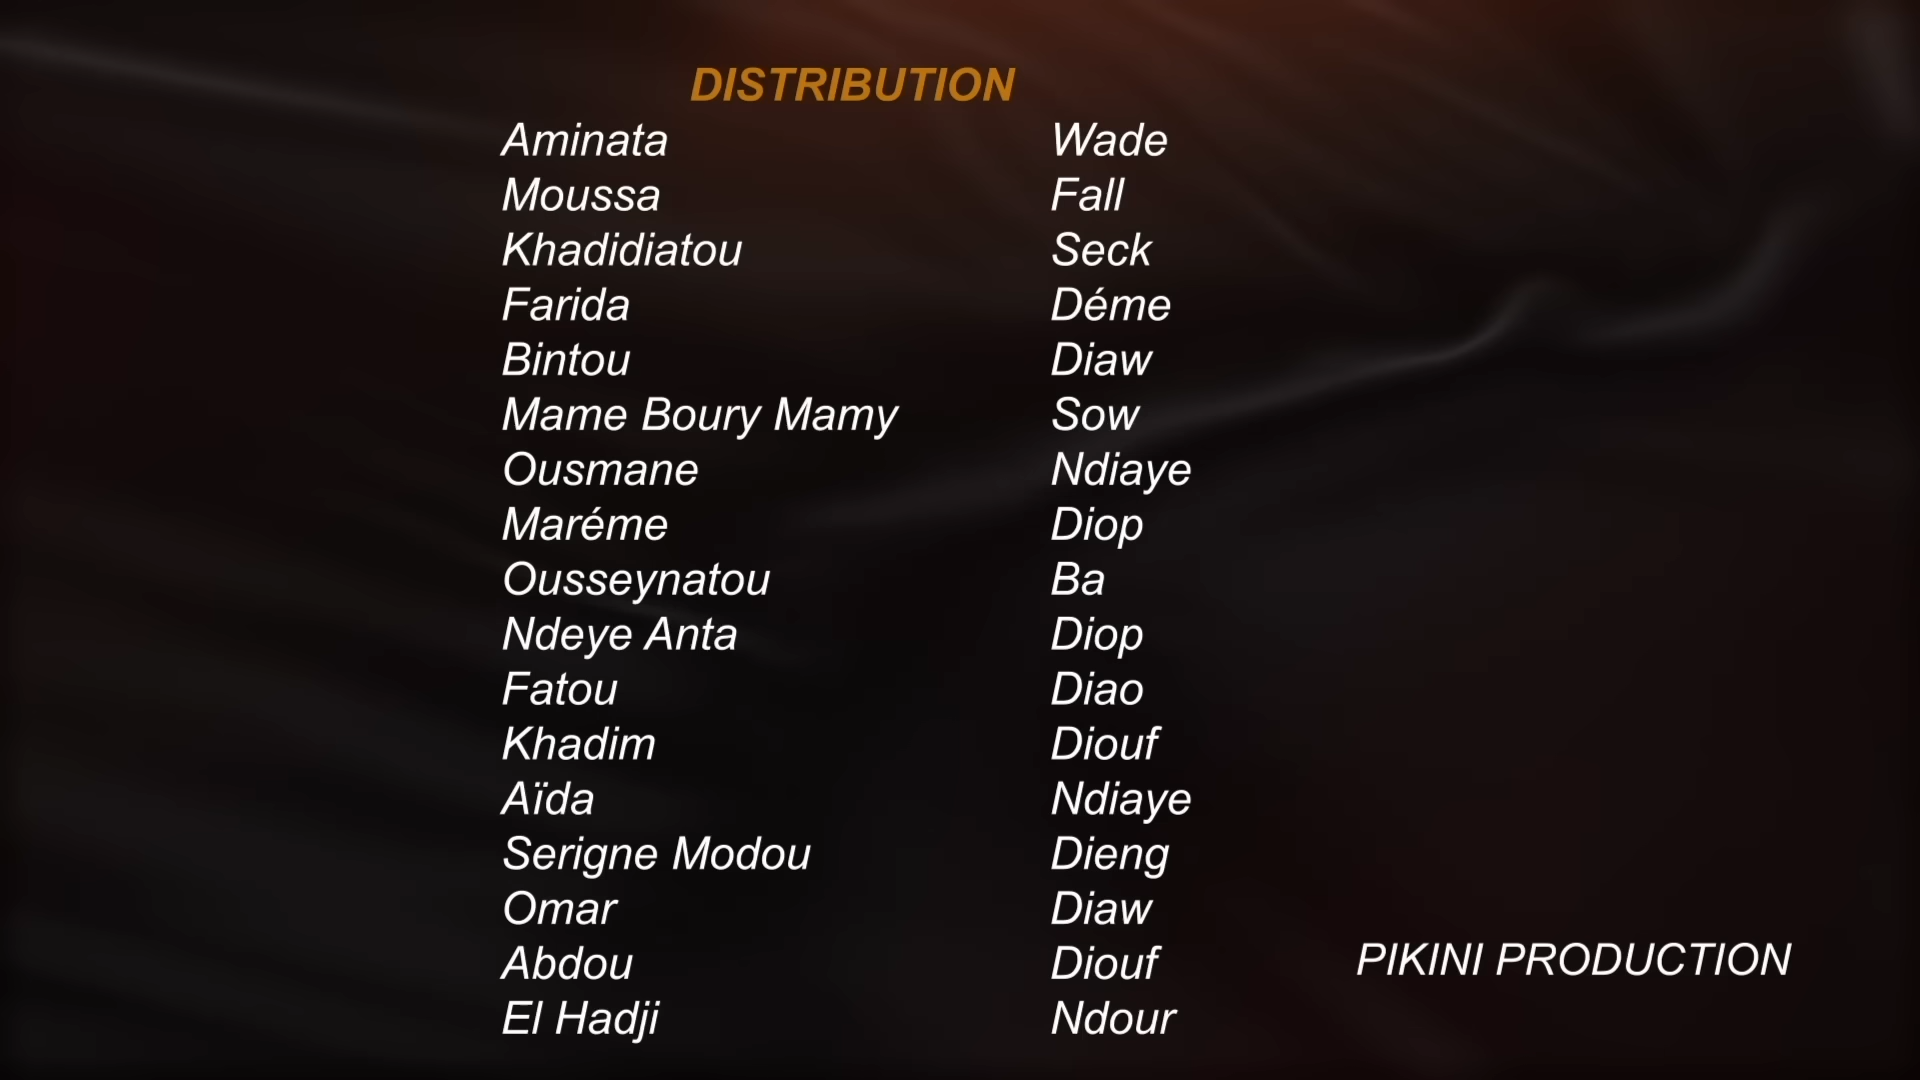 DISTRIBUTION
Aminata Wade
Moussa Fall
Khadidiatou Seck
Farida Déme
Bintou Diaw
Mame Boury Mamy Sow
Ousmane Ndiaye
Maréme Diop
Ousseynatou Ba
Ndeye Anta Diop
Fatou Diao
Khadim Diouf
Aïda Ndiaye
Serigne Modou Dieng
Omar Diaw
Abdou Diouf
El Hadji Ndour
PIKINI PRODUCTION